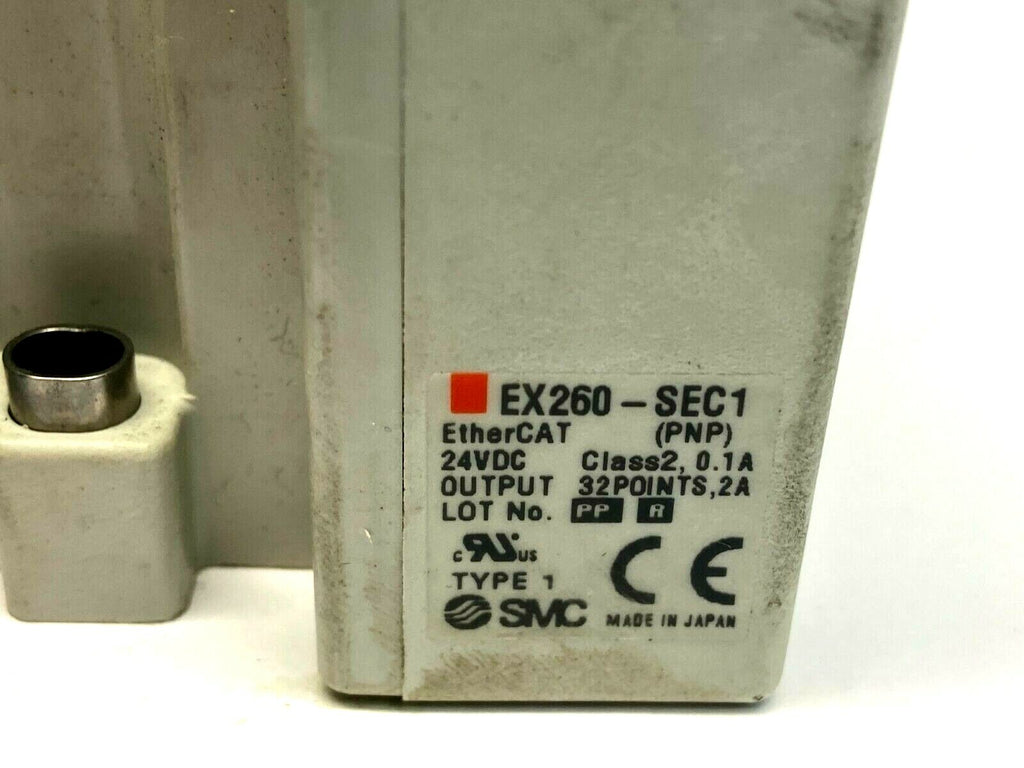 EX260-SEC1
EtherCAT (PNP)
24VDC Class2, 0.1A
OUTPUT 32POINTS,2A
LOT No. PP R
c RU US
TYPE 1
CE
SMC MADE IN JAPAN